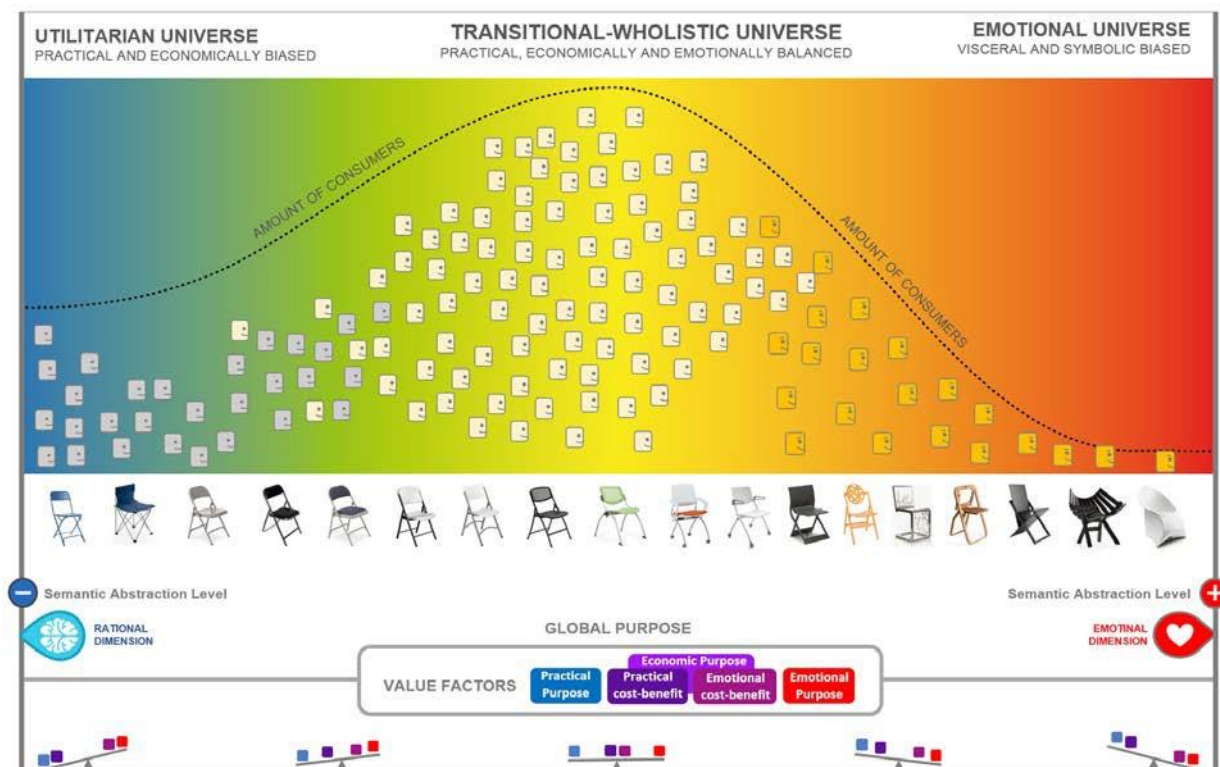 UTILITARIAN UNIVERSE
PRACTICAL AND ECONOMICALLY BIASED
TRANSITIONAL-WHOLISTIC UNIVERSE
PRACTICAL, ECONOMICALLY AND EMOTIONALLY BALANCED
EMOTIONAL UNIVERSE
VISCERAL AND SYMBOLIC BIASED
AMOUNT OF CONSUMERS
AMOUNT OF CONSUMERS
Semantic Abstraction Level
Semantic Abstraction Level
RATIONAL
DIMENSION
GLOBAL PURPOSE
EMOTINAL
DIMENSION
VALUE FACTORS
Economic Purpose
Practical
Purpose
Practical
cost-benefit
Emotional
cost-benefit
Emotional
Purpose